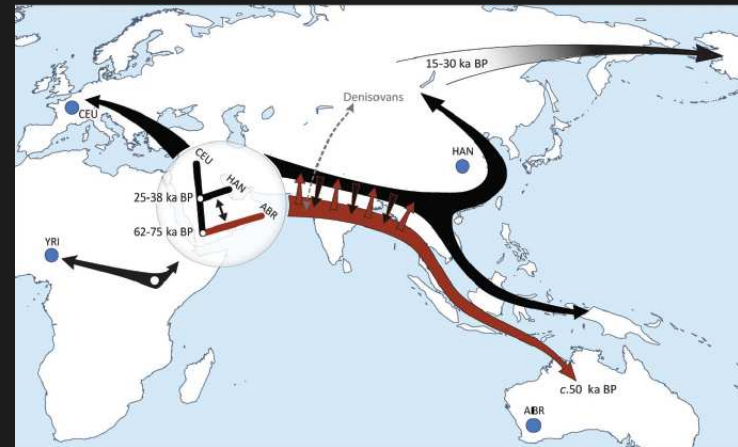 15-30 ka BP
Denisovans
CEU
HAN
CEU
HAN
25-38 ka BP
ABR
62-75 ka BP
YRI
c.50 ka BP
ABR